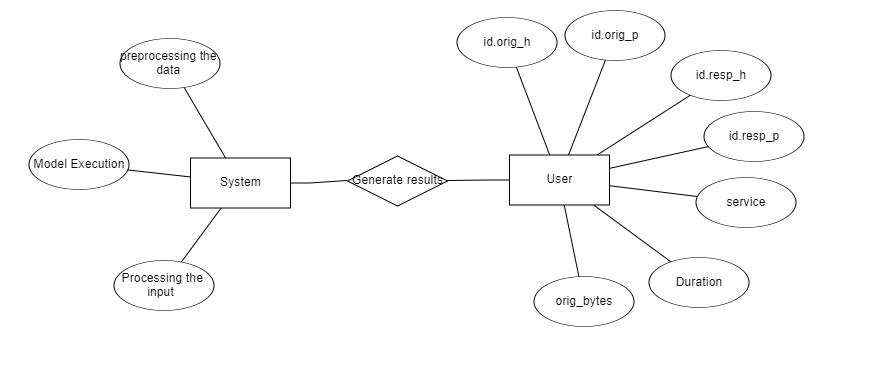 id.orig_h
id.orig_p
preprocessing the
data
id.resp_h
id.resp_p
Model Execution
System
Generate results
User
service
Processing the
input
Duration
orig_bytes